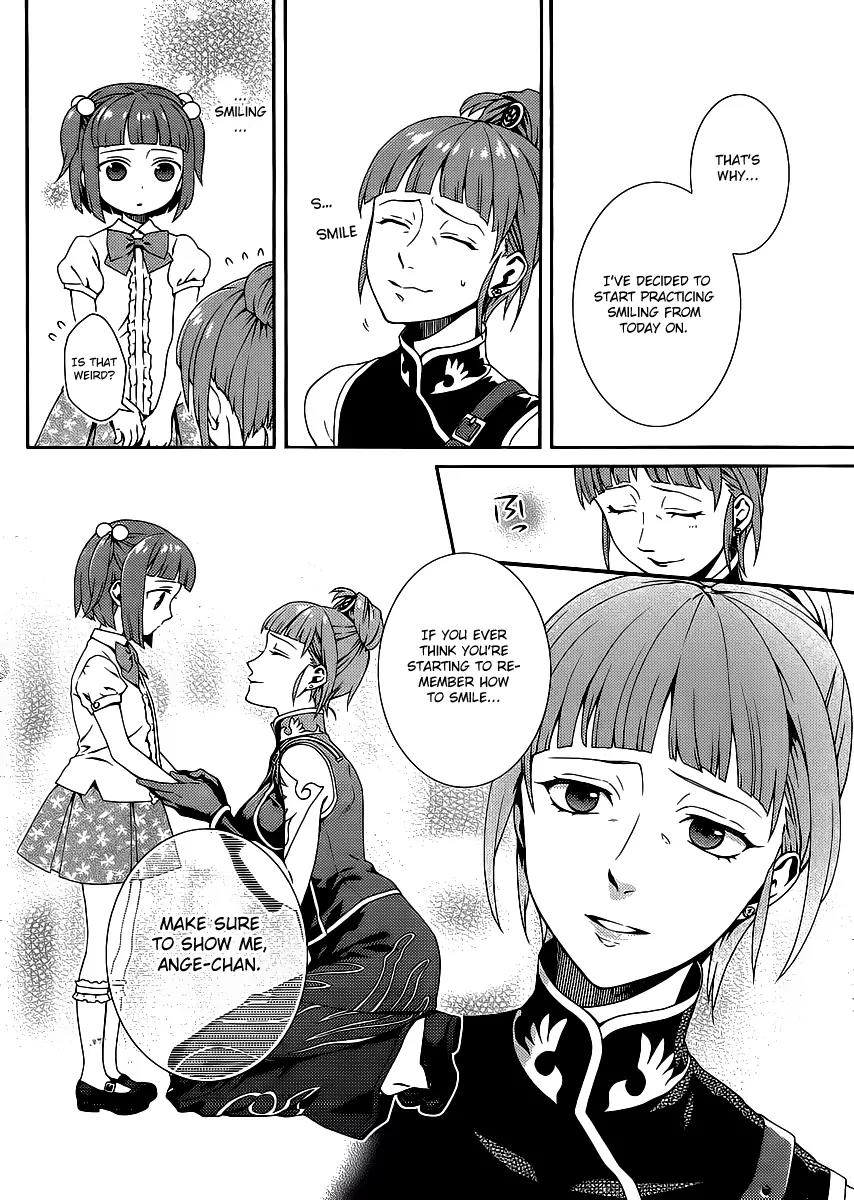 THAT'S
WHY...
I'VE DECIDED TO
START PRACTICING
SMILING FROM
TODAY ON.
S...
SMILE
...
SMILING
...
IS THAT
WEIRD?
IF YOU EVER
THINK YOU'RE
STARTING TO RE-
MEMBER HOW
TO SMILE...
MAKE SURE
TO SHOW ME,
ANGE-CHAN.